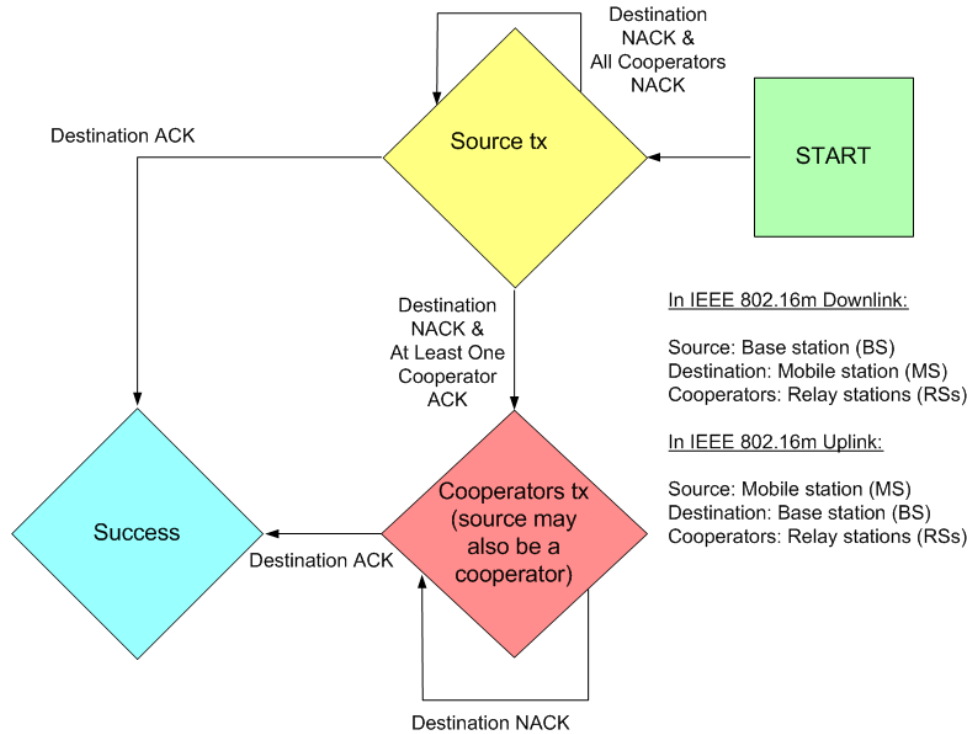 Destination
NACK &
All Cooperators
NACK
Destination ACK
Source tx
START
Destination
NACK &
At Least One
Cooperator
ACK
In IEEE 802.16m Downlink:
Source: Base station (BS)
Destination: Mobile station (MS)
Cooperators: Relay stations (RSs)
In IEEE 802.16m Uplink:
Source: Mobile station (MS)
Destination: Base station (BS)
Cooperators: Relay stations (RSs)
Success
Destination ACK
Cooperators tx
(source may
also be a
cooperator)
Destination NACK